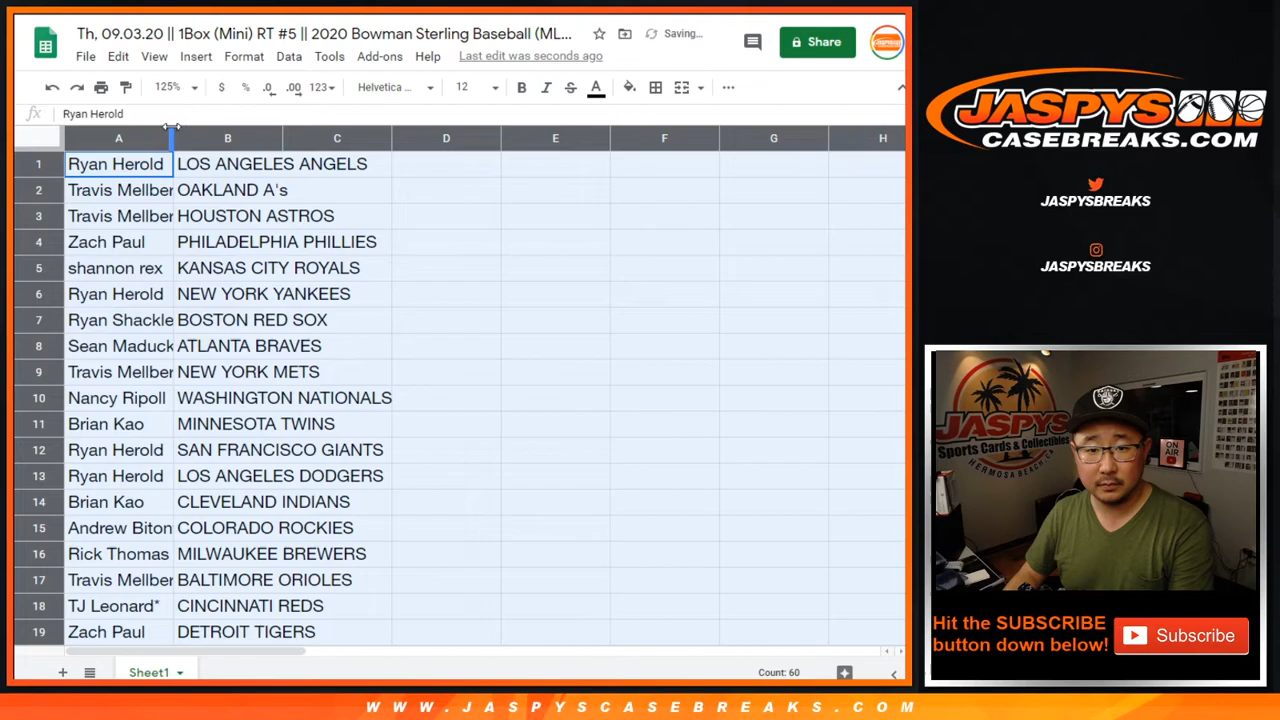 Th, 09.03.20 || 1Box (Mini) RT #5 || 2020 Bowman Sterling Baseball (ML...
Saving...
Share
File Edit View Insert Format Data Tools Add-ons Help Last edit was seconds ago
125% $ % .0 .00 123 Helvetica ... 12 B I S A
fx Ryan Herold
A B C D E F G H
1 Ryan Herold LOS ANGELES ANGELS
2 Travis Mellber OAKLAND A's
3 Travis Mellber HOUSTON ASTROS
4 Zach Paul PHILADELPHIA PHILLIES
5 shannon rex KANSAS CITY ROYALS
6 Ryan Herold NEW YORK YANKEES
7 Ryan Shackle BOSTON RED SOX
8 Sean Maduck ATLANTA BRAVES
9 Travis Mellber NEW YORK METS
10 Nancy Ripoll WASHINGTON NATIONALS
11 Brian Kao MINNESOTA TWINS
12 Ryan Herold SAN FRANCISCO GIANTS
13 Ryan Herold LOS ANGELES DODGERS
14 Brian Kao CLEVELAND INDIANS
15 Andrew Biton COLORADO ROCKIES
16 Rick Thomas MILWAUKEE BREWERS
17 Travis Mellber BALTIMORE ORIOLES
18 TJ Leonard* CINCINNATI REDS
19 Zach Paul DETROIT TIGERS
Sheet1
Count: 60
JASPYS
CASEBREAKS.COM
JASPYSBREAKS
JASPYSBREAKS
JASPYS
Sports Cards & Collectibles
HERMOSA BEACH, CA
ON
AIR
Hit the SUBSCRIBE
button down below!
Subscribe
WWW.JASPYSCASEBREAKS.COM